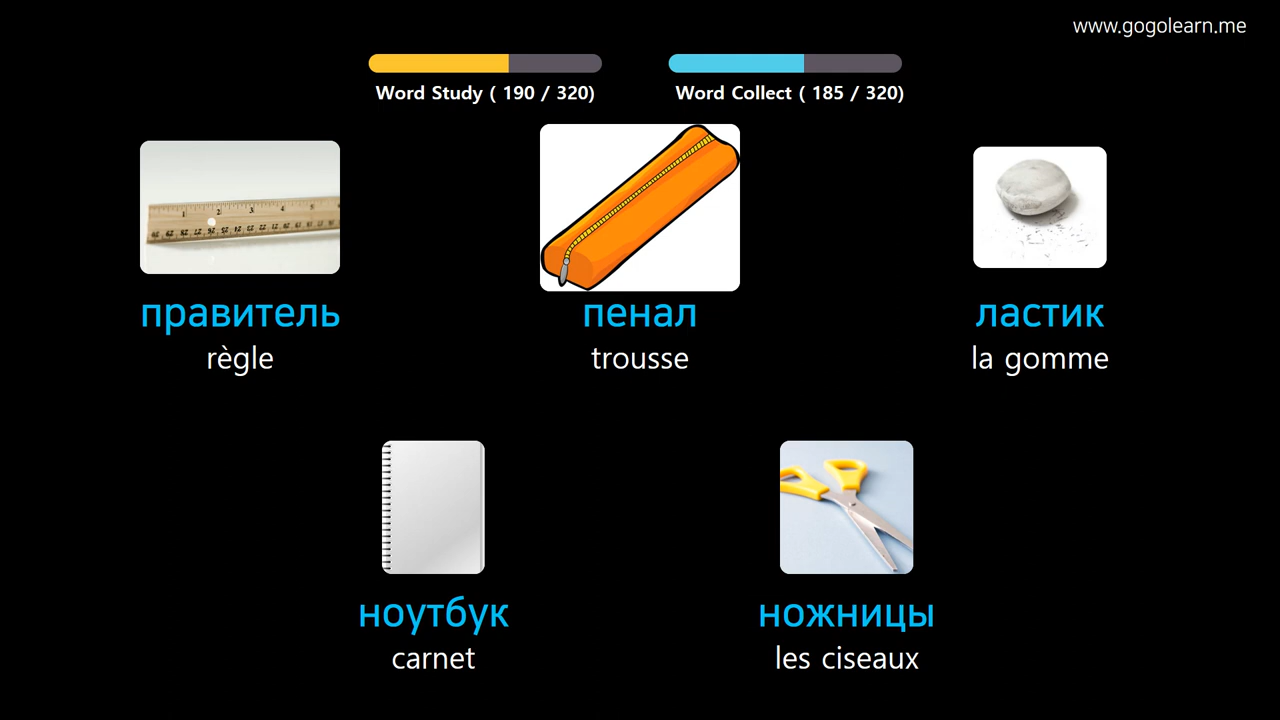 www.gogolearn.me
Word Study ( 190 / 320)
Word Collect ( 185 / 320)
правитель
règle
пенал
trousse
ластик
la gomme
ноутбук
carnet
ножницы
les ciseaux